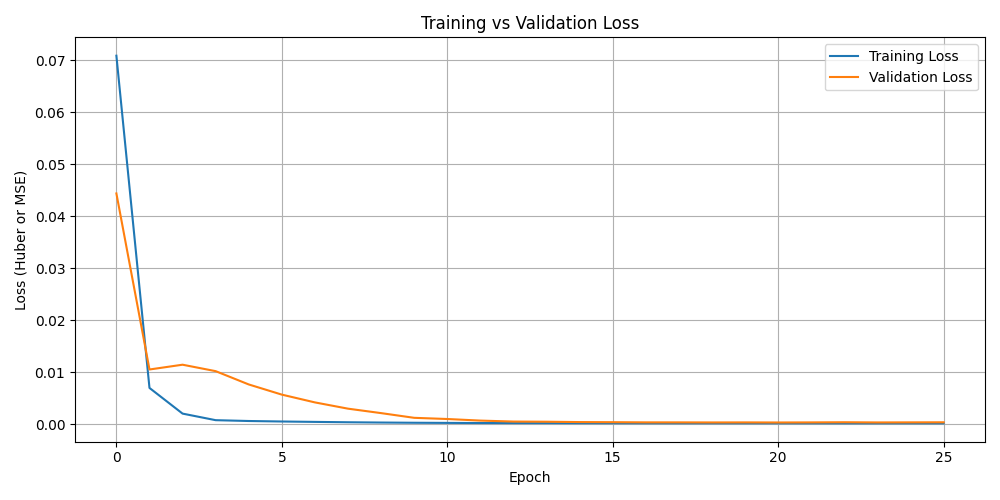 Training vs Validation Loss
Training Loss
Validation Loss
0.07
0.06
0.05
0.04
0.03
0.02
0.01
0.00
Loss (Huber or MSE)
0
5
10
15
20
25
Epoch